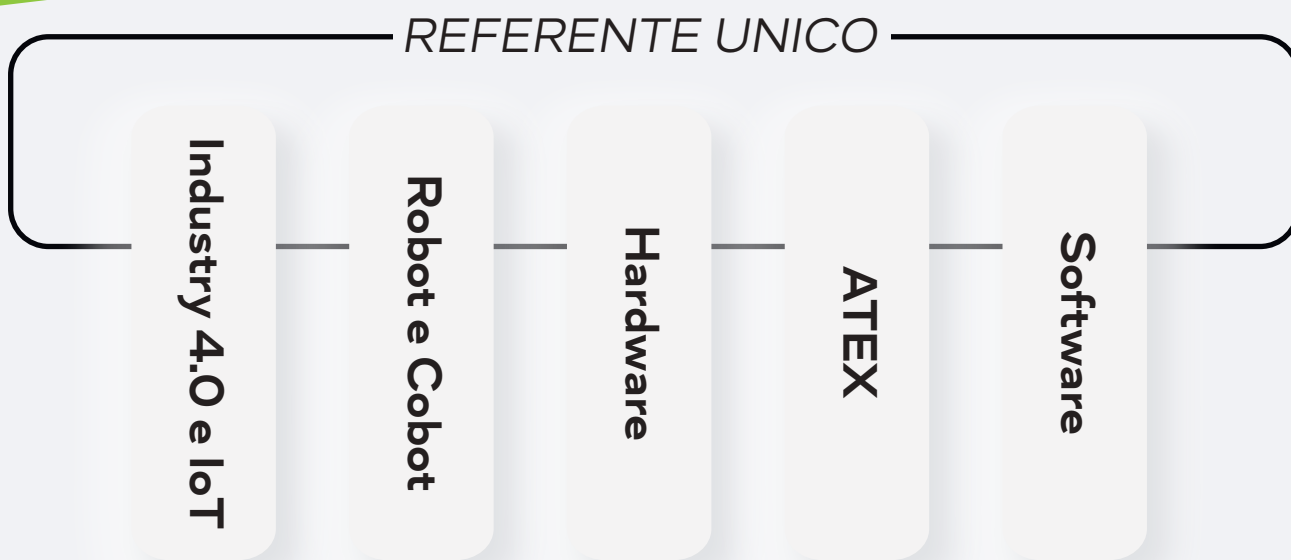 REFERENTE UNICO
Industry 4.0 e IoT
Robot e Cobot
Hardware
ATEX
Software